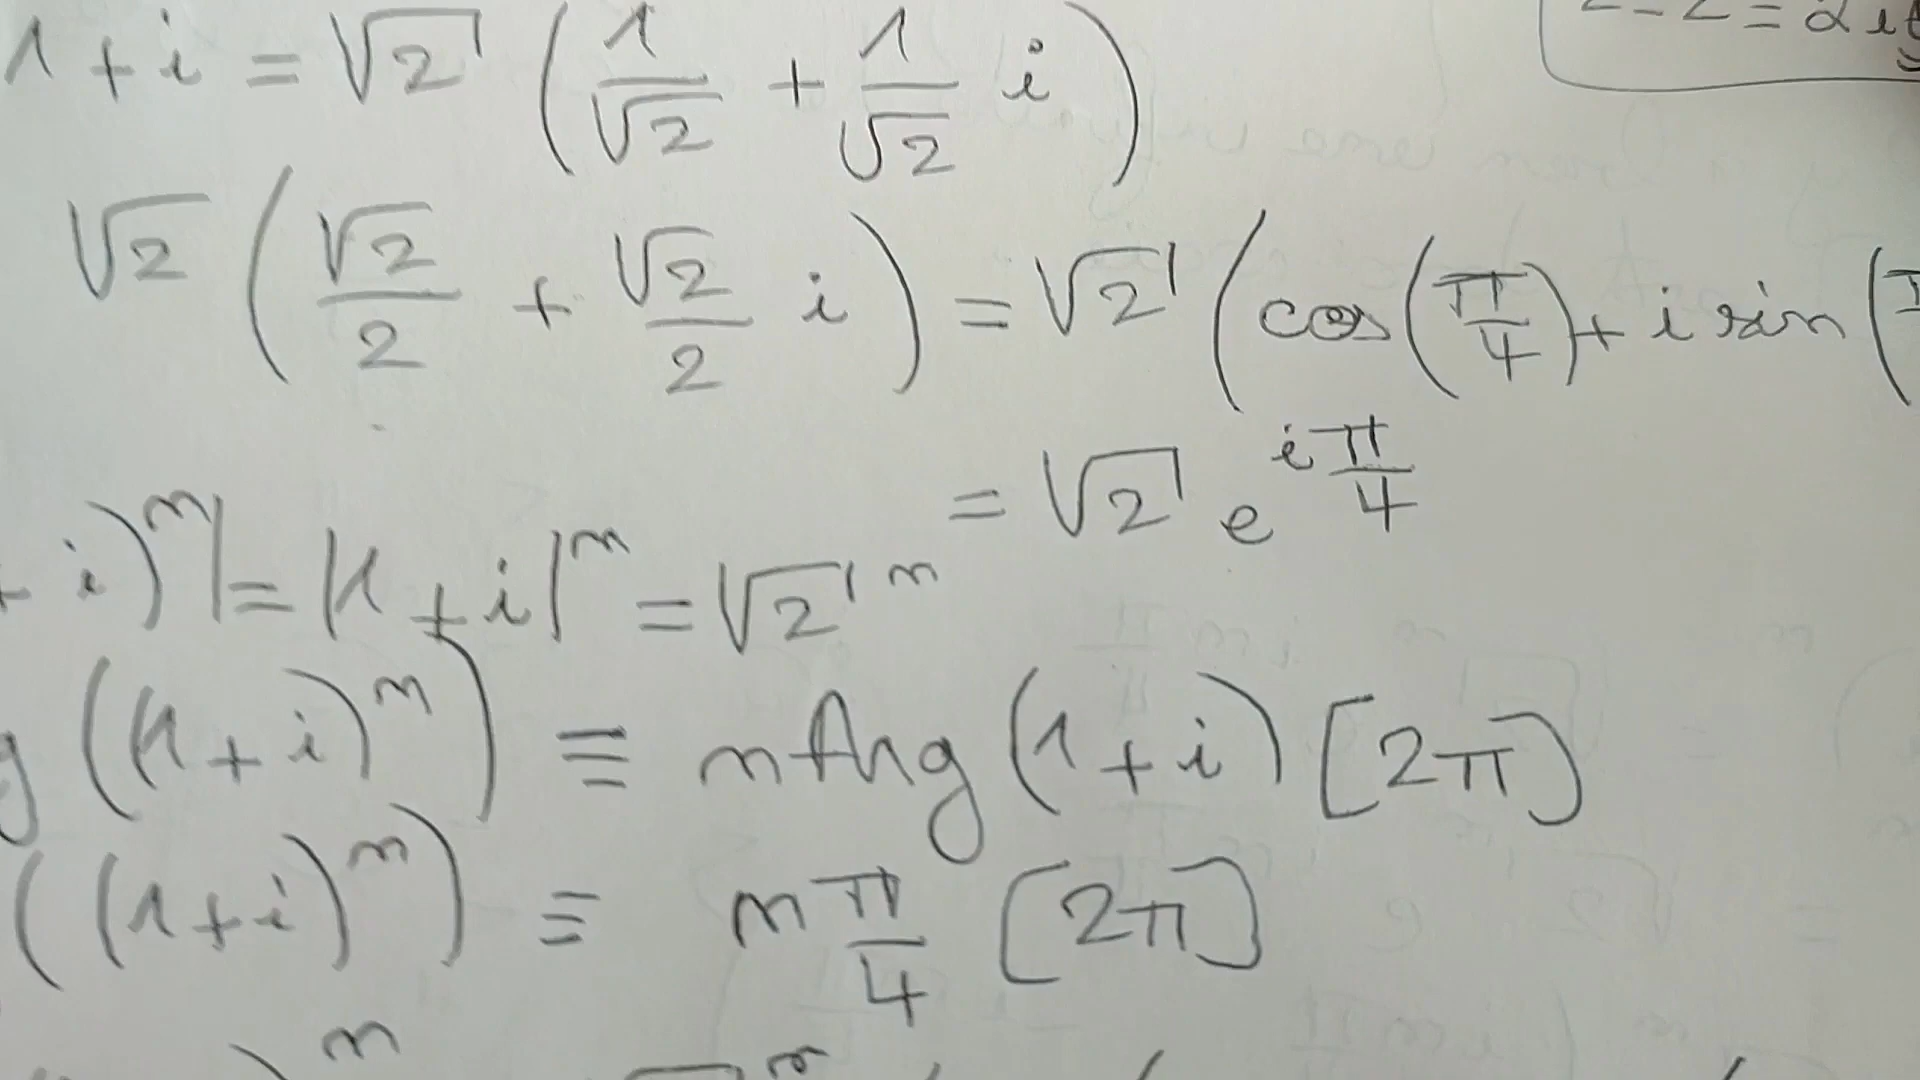 1 + i = √2 (1/√2 + 1/√2 i)
√2 (√2/2 + √2/2 i) = √2 (cos(π/4) + i sin (
= √2 e^{iπ/4}
+ i)^n| = |1 + i|^n = √2^n
g ((1 + i)^n) ≡ n Arg (1 + i) [2π]
((1 + i)^n) ≡ n π/4 [2π]